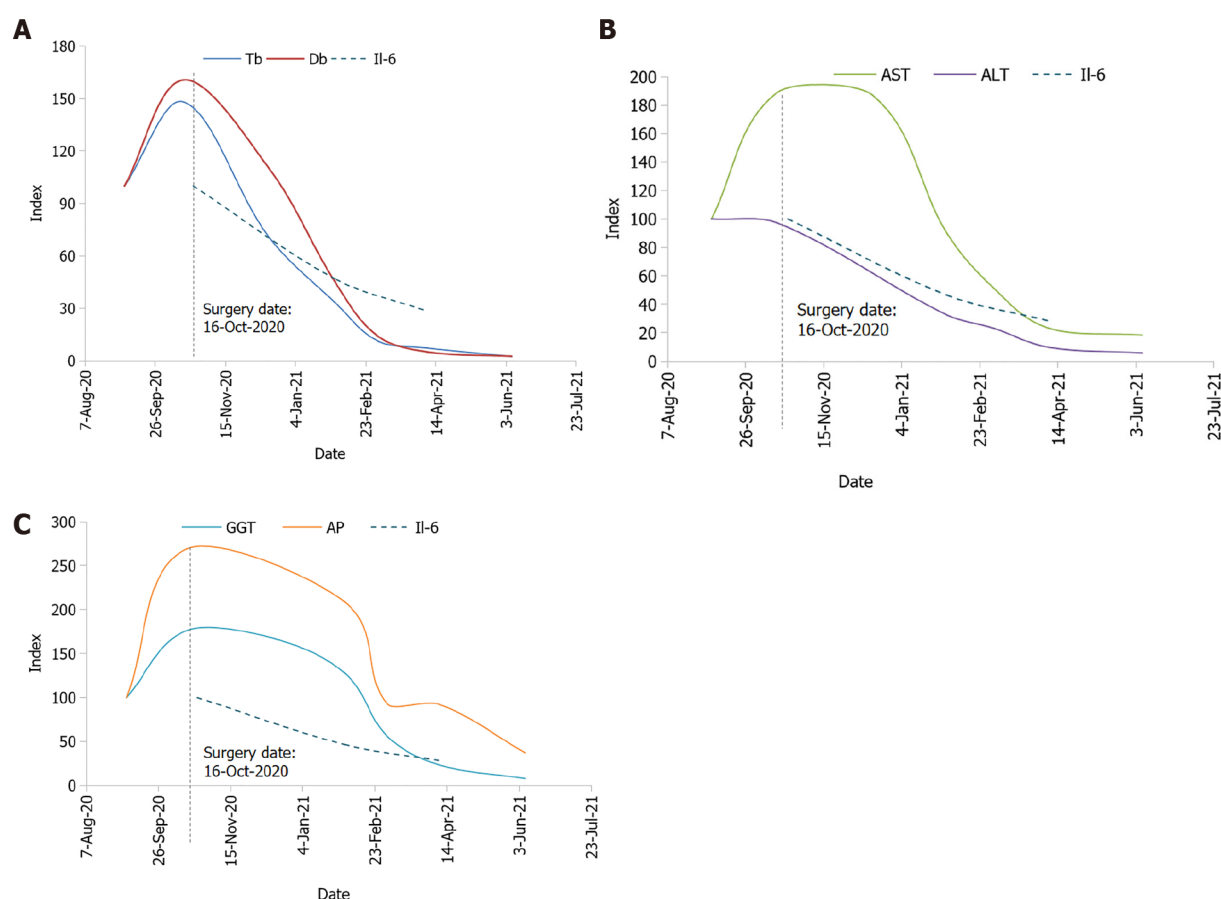 A
180
150
120
90
60
30
0
Index
Tb Db Il-6
Surgery date:
16-Oct-2020
7-Aug-20
26-Sep-20
15-Nov-20
4-Jan-21
23-Feb-21
14-Apr-21
3-Jun-21
23-Jul-21
Date
B
200
180
160
140
120
100
80
60
40
20
0
Index
AST ALT Il-6
Surgery date:
16-Oct-2020
7-Aug-20
26-Sep-20
15-Nov-20
4-Jan-21
23-Feb-21
14-Apr-21
3-Jun-21
23-Jul-21
Date
C
300
250
200
150
100
50
0
Index
GGT AP Il-6
Surgery date:
16-Oct-2020
7-Aug-20
26-Sep-20
15-Nov-20
4-Jan-21
23-Feb-21
14-Apr-21
3-Jun-21
23-Jul-21
Date